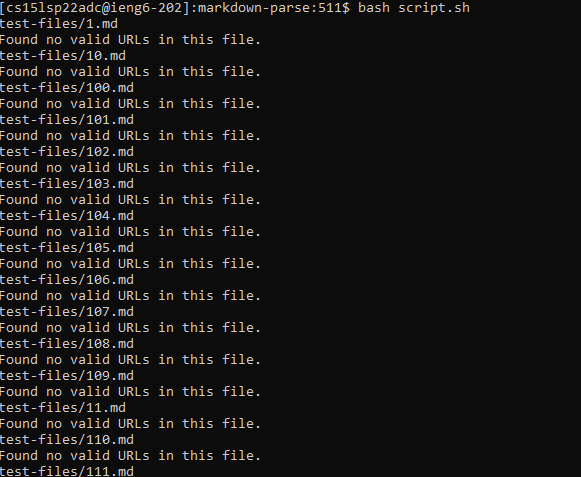 [cs15lsp22adc@ieng6-202]:markdown-parse:511$ bash script.sh
test-files/1.md
Found no valid URLs in this file.
test-files/10.md
Found no valid URLs in this file.
test-files/100.md
Found no valid URLs in this file.
test-files/101.md
Found no valid URLs in this file.
test-files/102.md
Found no valid URLs in this file.
test-files/103.md
Found no valid URLs in this file.
test-files/104.md
Found no valid URLs in this file.
test-files/105.md
Found no valid URLs in this file.
test-files/106.md
Found no valid URLs in this file.
test-files/107.md
Found no valid URLs in this file.
test-files/108.md
Found no valid URLs in this file.
test-files/109.md
Found no valid URLs in this file.
test-files/11.md
Found no valid URLs in this file.
test-files/110.md
Found no valid URLs in this file.
test-files/111.md